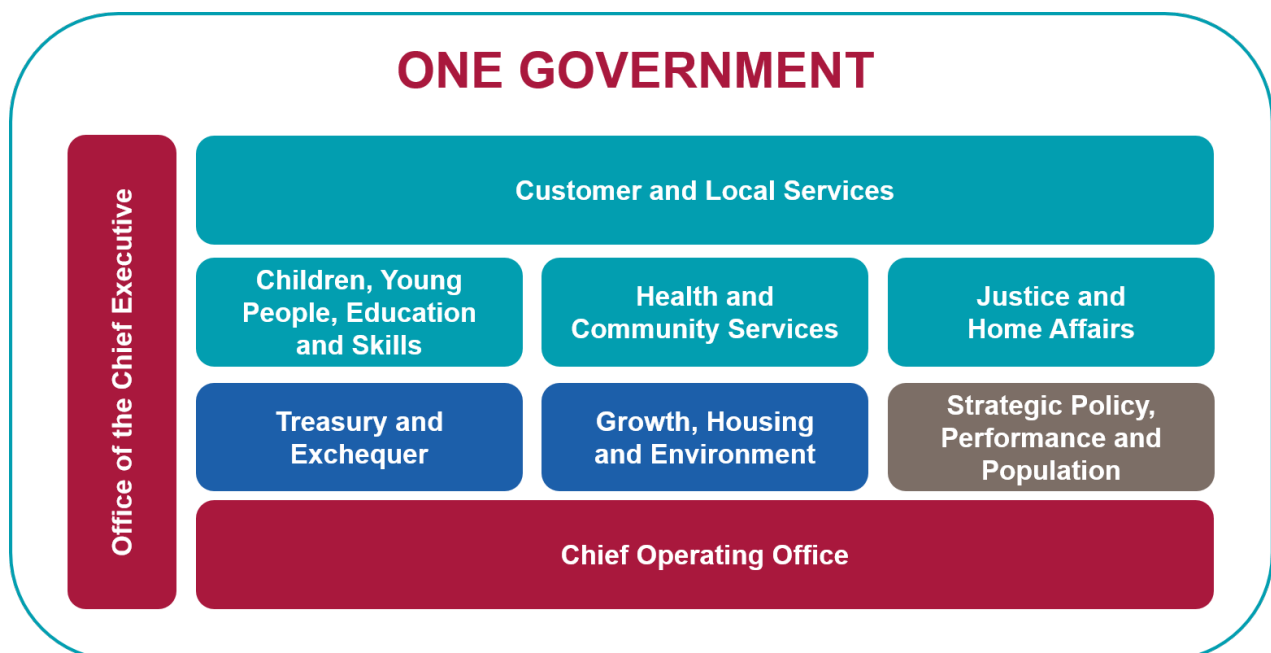 ONE GOVERNMENT
Office of the Chief Executive
Customer and Local Services
Children, Young
People, Education
and Skills
Health and
Community Services
Justice and
Home Affairs
Treasury and
Exchequer
Growth, Housing
and Environment
Strategic Policy,
Performance and
Population
Chief Operating Office